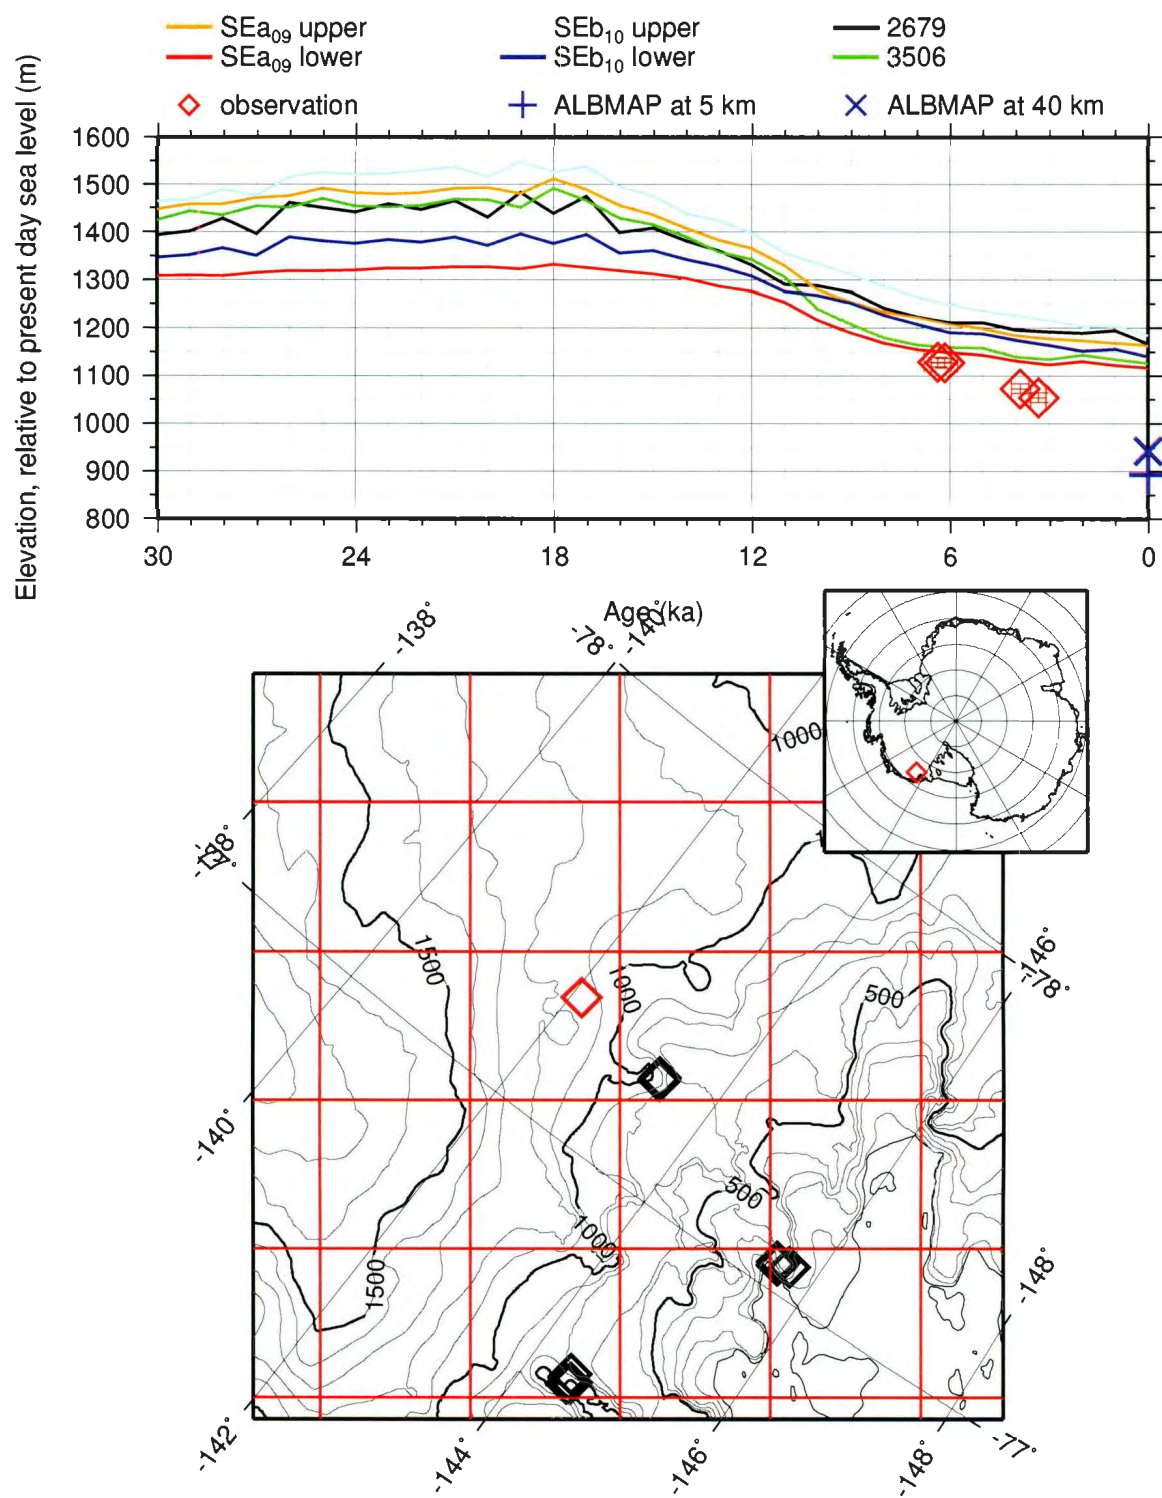 SEa09 upper SEb10 upper 2679
SEa09 lower SEb10 lower 3506
observation ALBMAP at 5 km ALBMAP at 40 km
Elevation, relative to present day sea level (m)
1600
1500
1400
1300
1200
1100
1000
900
800
30 24 18 12 6 0
Age (ka)
-138° -78° -140°
1000
-138°
1500
1000
500
-146°
-78°
-140°
500
1000
1500
-148°
-142° -144° -146° -148° -77°